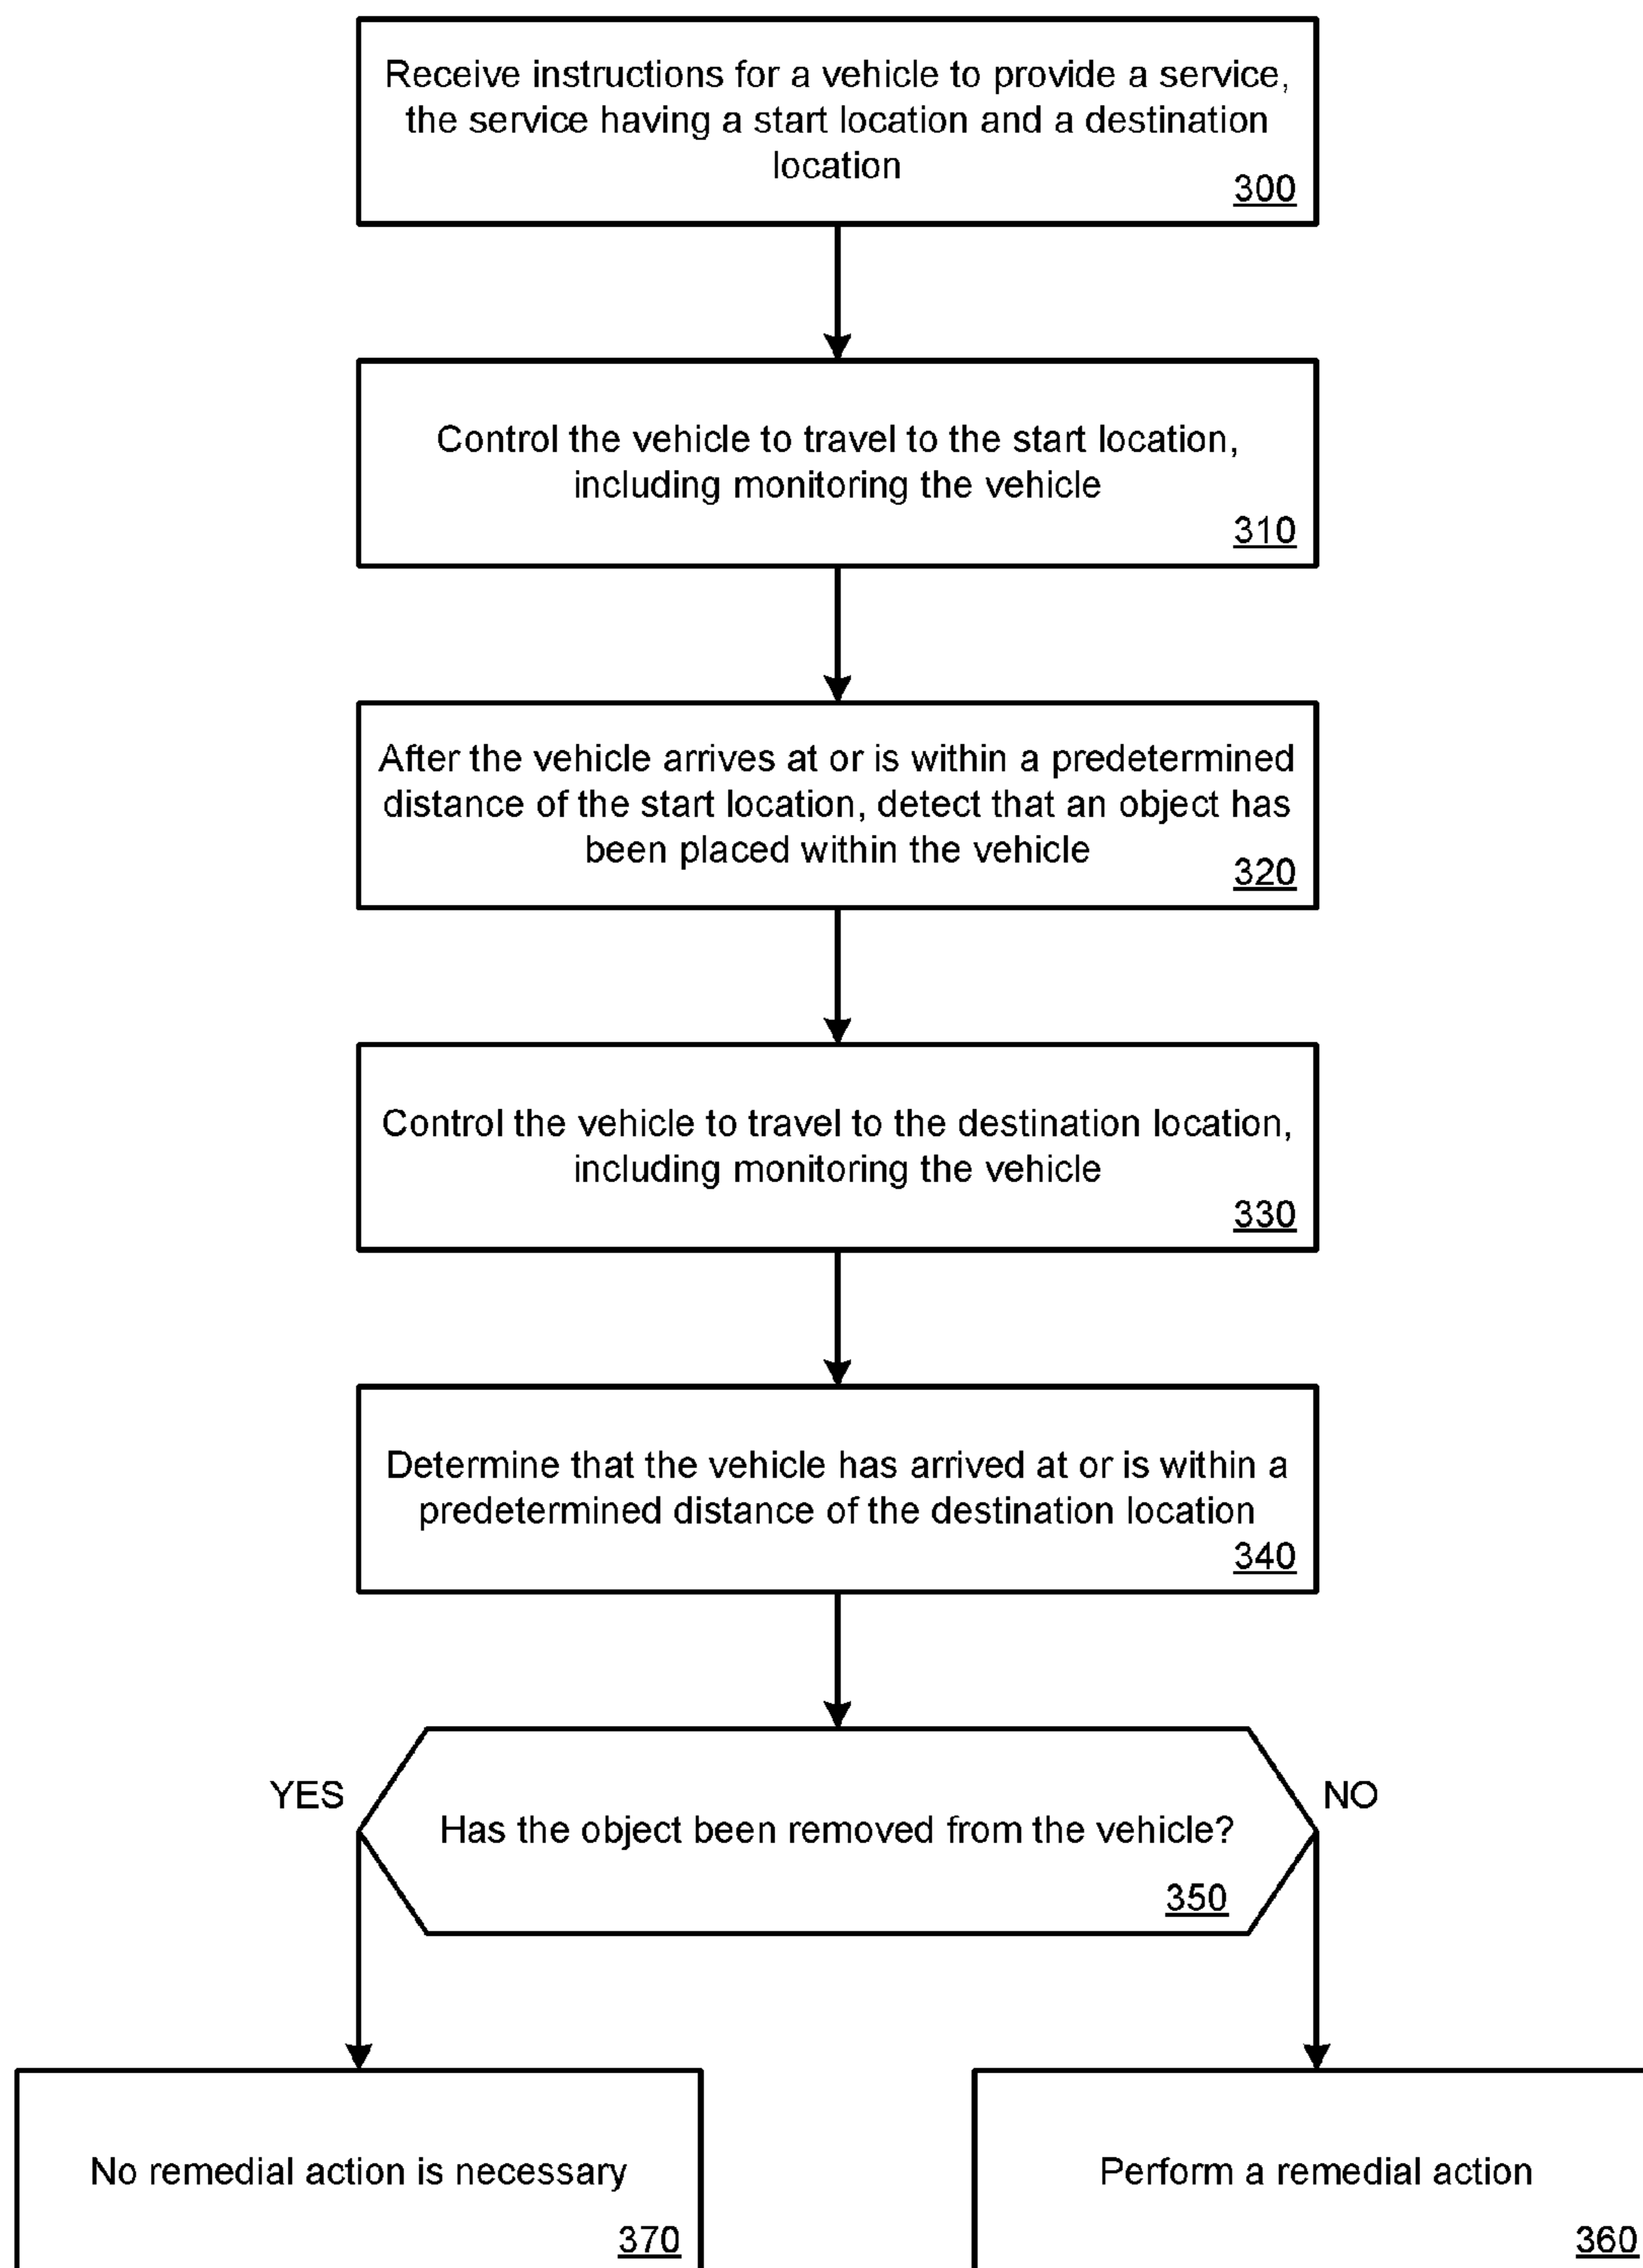 Receive instructions for a vehicle to provide a service,
the service having a start location and a destination
location
300
Control the vehicle to travel to the start location,
including monitoring the vehicle
310
After the vehicle arrives at or is within a predetermined
distance of the start location, detect that an object has
been placed within the vehicle
320
Control the vehicle to travel to the destination location,
including monitoring the vehicle
330
Determine that the vehicle has arrived at or is within a
predetermined distance of the destination location
340
YES
NO
Has the object been removed from the vehicle?
350
No remedial action is necessary
370
Perform a remedial action
360